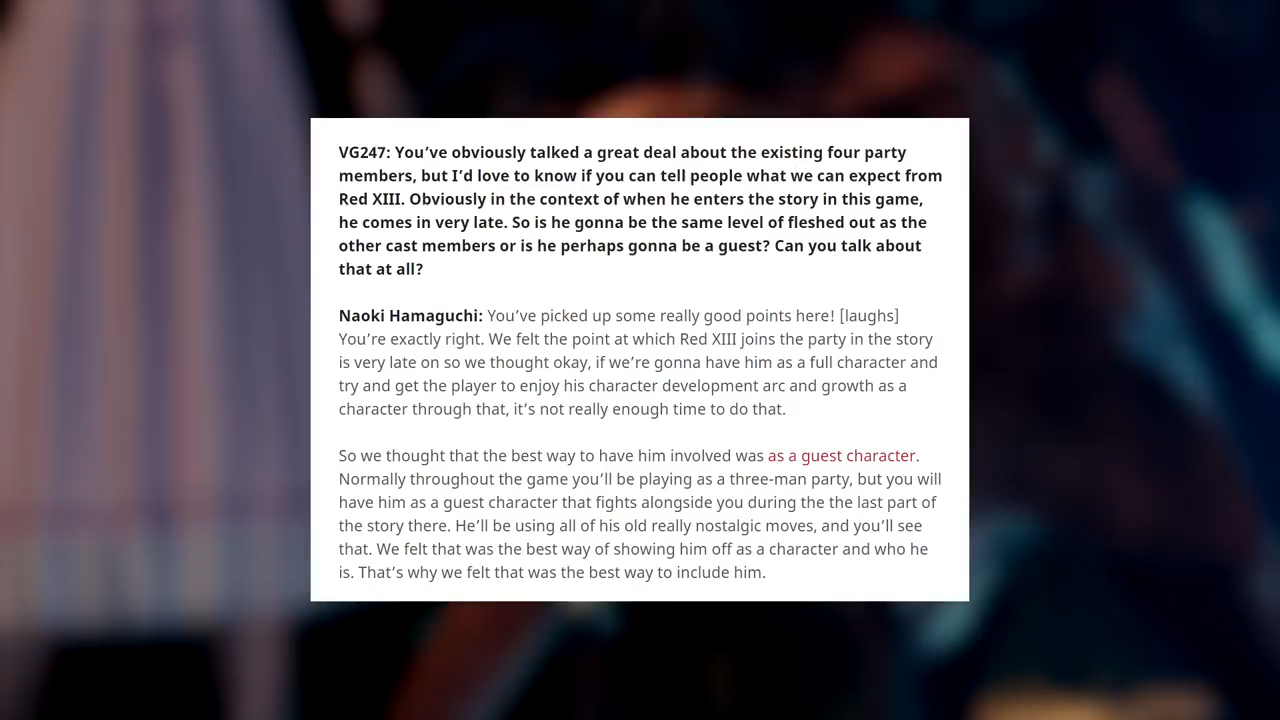 VG247: You’ve obviously talked a great deal about the existing four party
members, but I’d love to know if you can tell people what we can expect from
Red XIII. Obviously in the context of when he enters the story in this game,
he comes in very late. So is he gonna be the same level of fleshed out as the
other cast members or is he perhaps gonna be a guest? Can you talk about
that at all?
Naoki Hamaguchi: You’ve picked up some really good points here! [laughs]
You’re exactly right. We felt the point at which Red XIII joins the party in the story
is very late on so we thought okay, if we’re gonna have him as a full character and
try and get the player to enjoy his character development arc and growth as a
character through that, it’s not really enough time to do that.
So we thought that the best way to have him involved was as a guest character.
Normally throughout the game you’ll be playing as a three-man party, but you will
have him as a guest character that fights alongside you during the the last part of
the story there. He’ll be using all of his old really nostalgic moves, and you’ll see
that. We felt that was the best way of showing him off as a character and who he
is. That’s why we felt that was the best way to include him.